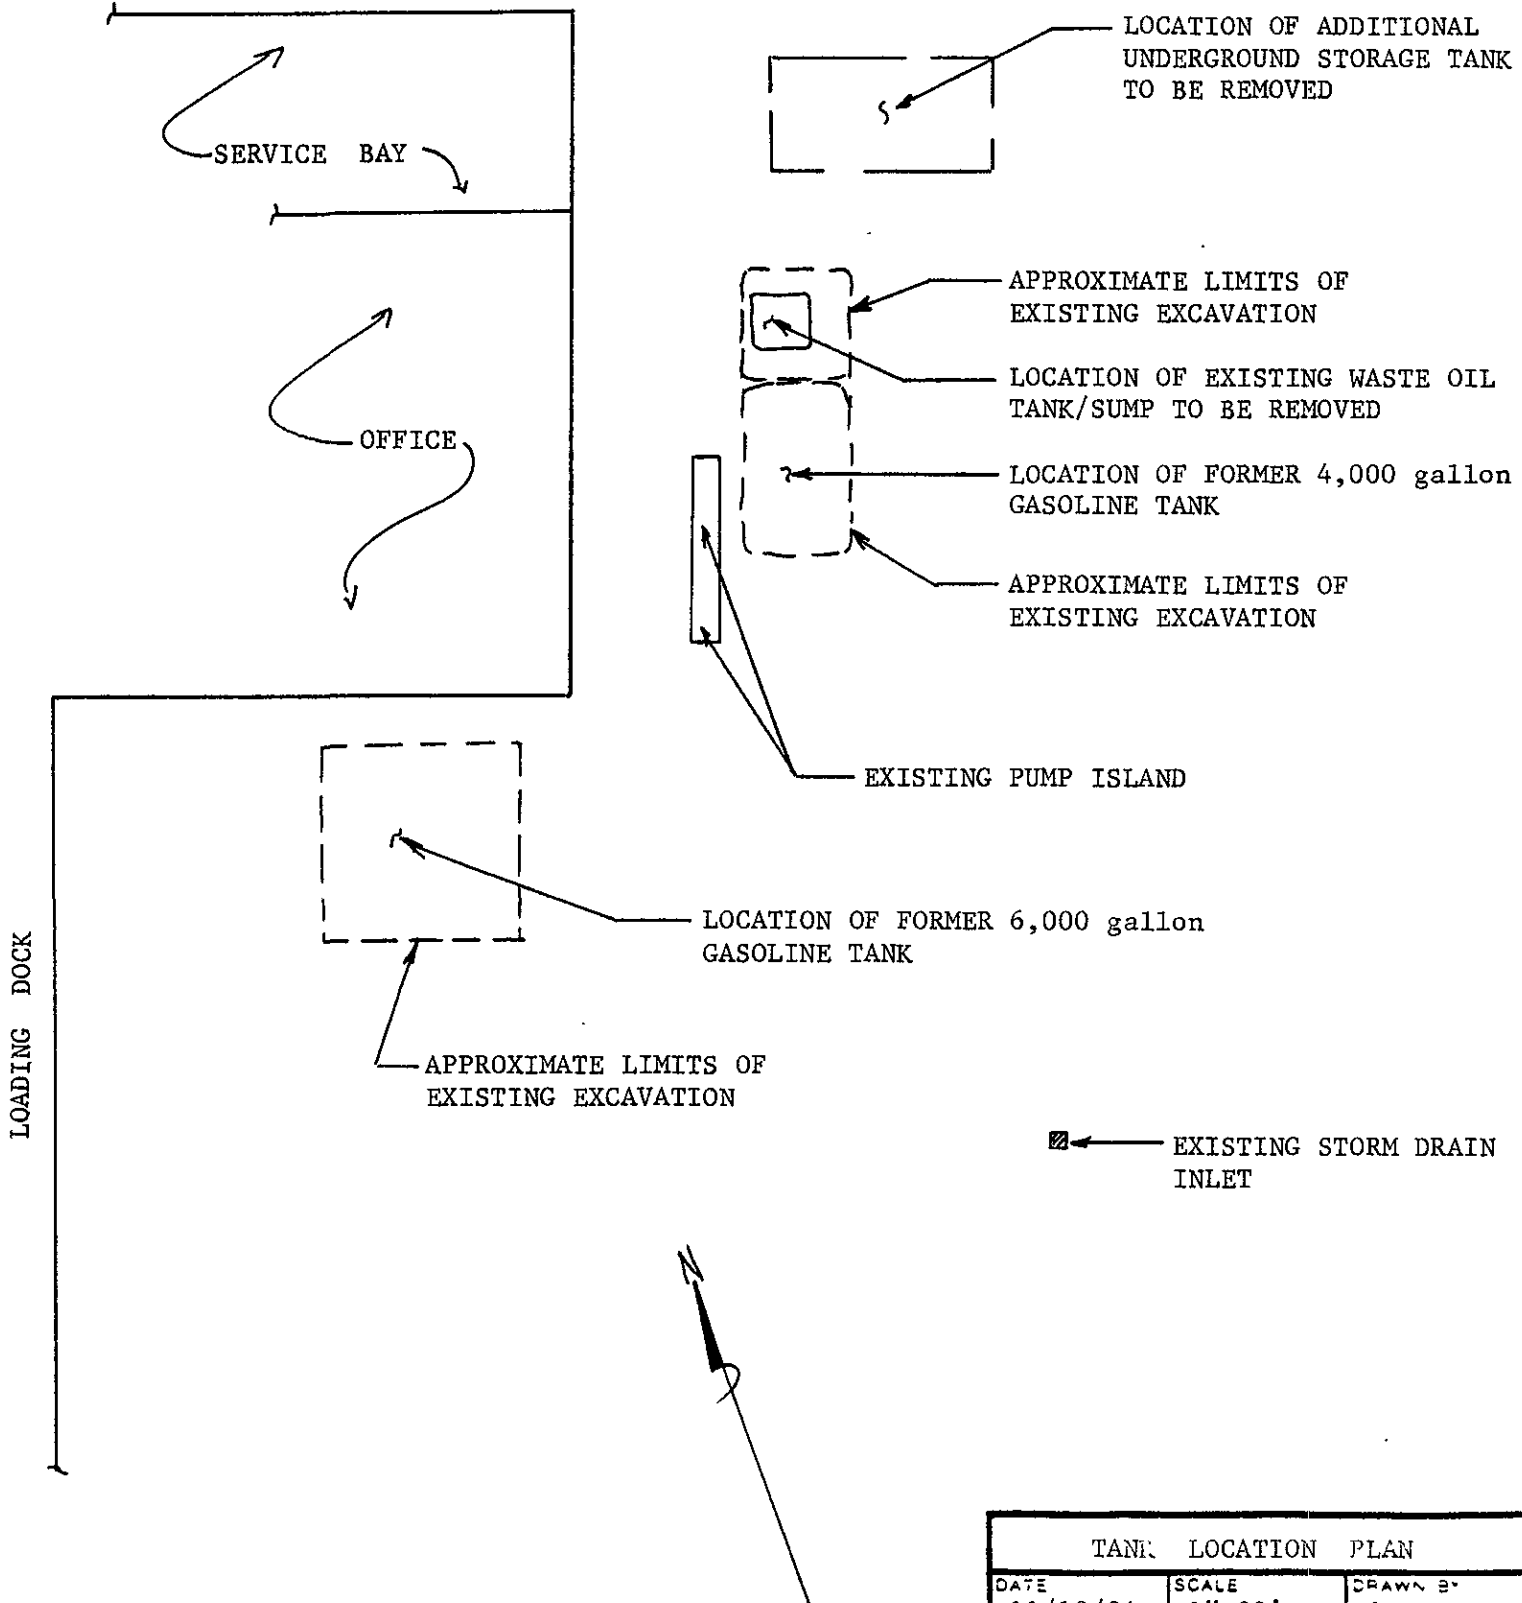 LOCATION OF ADDITIONAL
UNDERGROUND STORAGE TANK
TO BE REMOVED
SERVICE BAY
APPROXIMATE LIMITS OF
EXISTING EXCAVATION
LOCATION OF EXISTING WASTE OIL
TANK/SUMP TO BE REMOVED
OFFICE
LOCATION OF FORMER 4,000 gallon
GASOLINE TANK
APPROXIMATE LIMITS OF
EXISTING EXCAVATION
EXISTING PUMP ISLAND
LOCATION OF FORMER 6,000 gallon
GASOLINE TANK
LOADING DOCK
APPROXIMATE LIMITS OF
EXISTING EXCAVATION
EXISTING STORM DRAIN
INLET
N
TANK LOCATION PLAN
DATE
SCALE
DRAWN BY